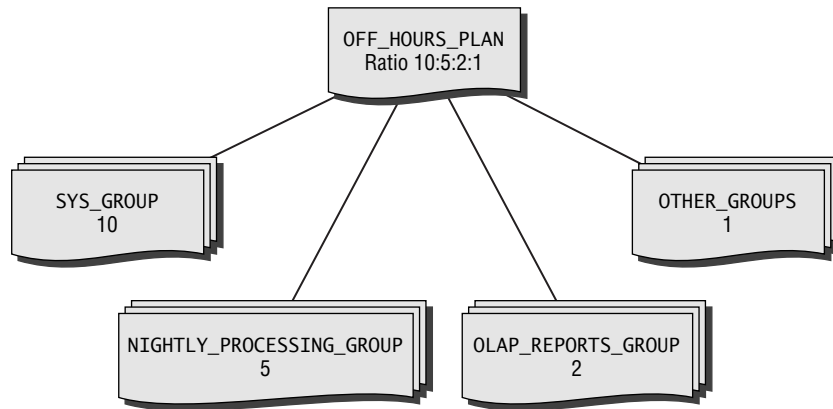 OFF_HOURS_PLAN
Ratio 10:5:2:1
SYS_GROUP
10
OTHER_GROUPS
1
NIGHTLY_PROCESSING_GROUP
5
OLAP_REPORTS_GROUP
2